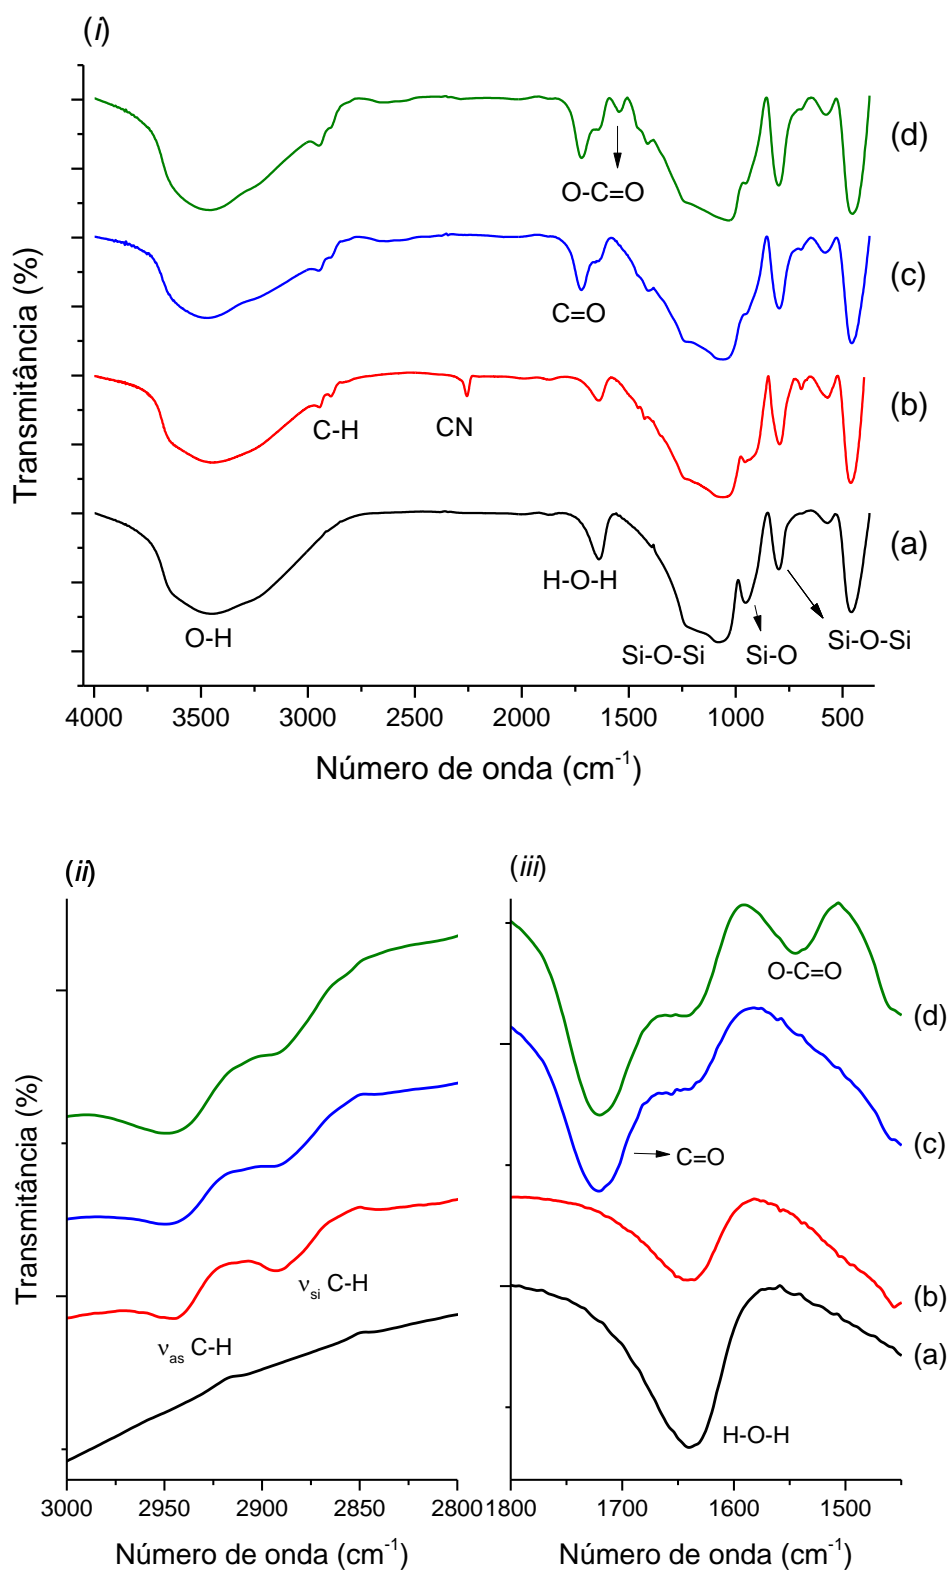 (i)
Transmitância (%)
(d)
O-C=O
(c)
C=O
(b)
C-H
CN
(a)
H-O-H
O-H
Si-O-Si
Si-O
Si-O-Si
4000 3500 3000 2500 2000 1500 1000 500
Número de onda (cm⁻¹)
(ii)
Transmitância (%)
ν_si C-H
ν_as C-H
3000 2950 2900 2850 2800
Número de onda (cm⁻¹)
(iii)
O-C=O
(d)
(c)
C=O
(b)
(a)
H-O-H
1800 1700 1600 1500
Número de onda (cm⁻¹)